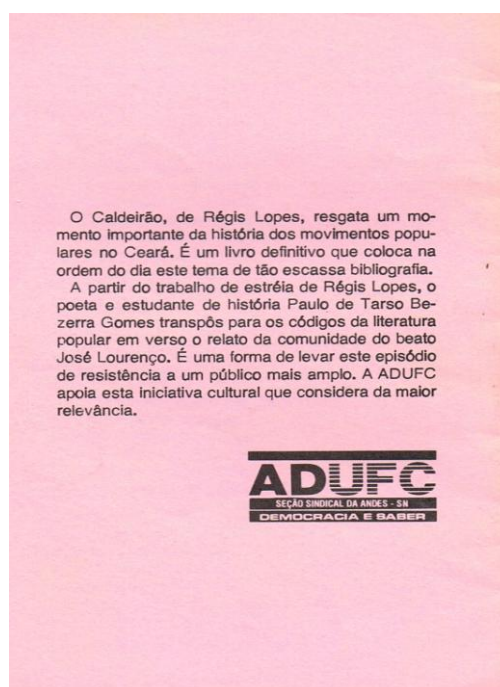 O Caldeirão, de Régis Lopes, resgata um mo-
mento importante da história dos movimentos popu-
lares no Ceará. É um livro definitivo que coloca na
ordem do dia este tema de tão escassa bibliografia.
A partir do trabalho de estréia de Régis Lopes, o
poeta e estudante de história Paulo de Tarso Be-
zerra Gomes transpôs para os códigos da literatura
popular em verso o relato da comunidade do beato
José Lourenço. É uma forma de levar este episódio
de resistência a um público mais amplo. A ADUFC
apoia esta iniciativa cultural que considera da maior
relevância.
ADUFC
SEÇÃO SINDICAL DA ANDES - SN
DEMOCRACIA E SABER